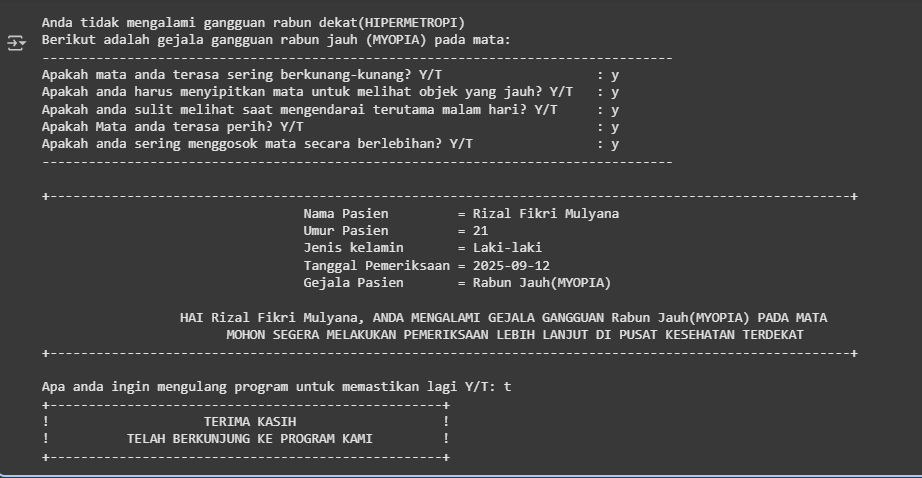 Anda tidak mengalami gangguan rabun dekat(HIPERMETROPI)
Berikut adalah gejala gangguan rabun jauh (MYOPIA) pada mata:
--------------------------------------------------------------------------------
Apakah mata anda terasa sering berkunang-kunang? Y/T : y
Apakah anda harus menyipitkan mata untuk melihat objek yang jauh? Y/T : y
Apakah anda sulit melihat saat mengendarai terutama malam hari? Y/T : y
Apakah Mata anda terasa perih? Y/T : y
Apakah anda sering menggosok mata secara berlebihan? Y/T : y
--------------------------------------------------------------------------------
+--------------------------------------------------------------------------------------------------------+
Nama Pasien = Rizal Fikri Mulyana
Umur Pasien = 21
Jenis kelamin = Laki-laki
Tanggal Pemeriksaan = 2025-09-12
Gejala Pasien = Rabun Jauh(MYOPIA)
HAI Rizal Fikri Mulyana, ANDA MENGALAMI GEJALA GANGGUAN Rabun Jauh(MYOPIA) PADA MATA
MOHON SEGERA MELAKUKAN PEMERIKSAAN LEBIH LANJUT DI PUSAT KESEHATAN TERDEKAT
+--------------------------------------------------------------------------------------------------------+
Apa anda ingin mengulang program untuk memastikan lagi Y/T: t
+---------------------------------------------------+
! TERIMA KASIH !
! TELAH BERKUNJUNG KE PROGRAM KAMI !
+---------------------------------------------------+